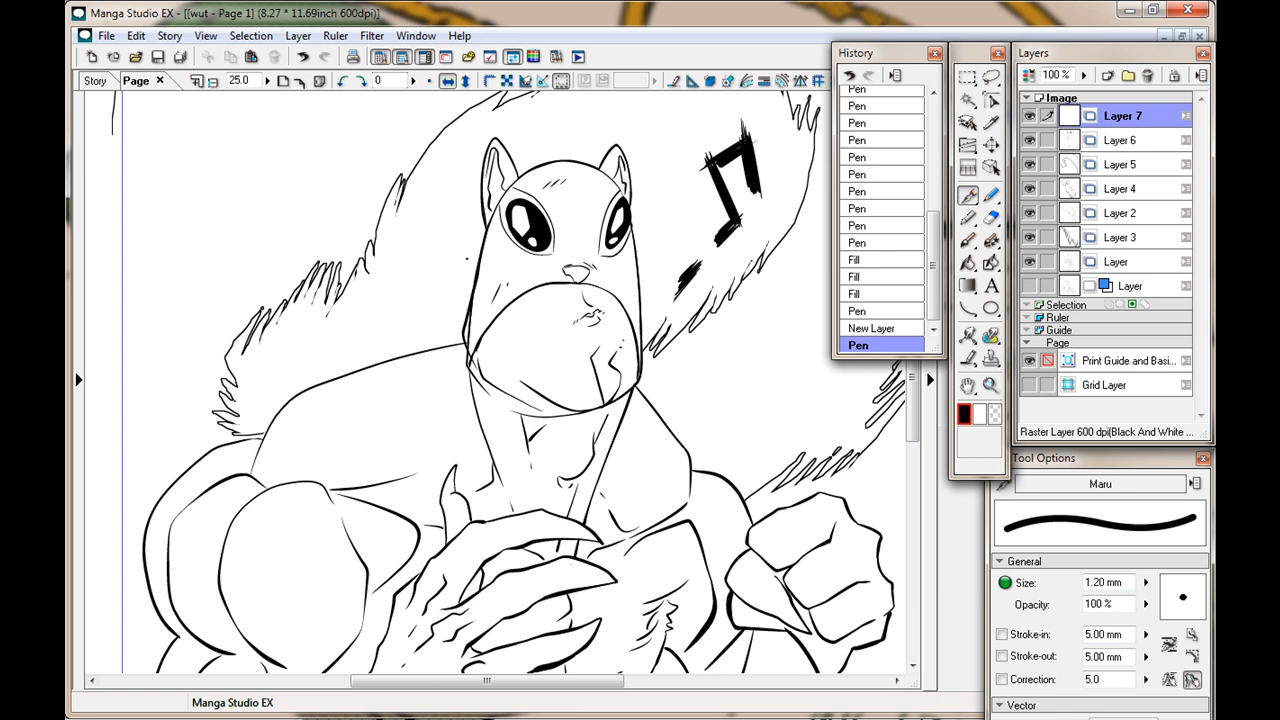 Manga Studio EX - [[wut - Page 1] (8.27 * 11.69inch 600dpi)]
File Edit Story View Selection Layer Ruler Filter Window Help
Story Page 25.0 0
History
Pen
Pen
Pen
Pen
Pen
Pen
Pen
Pen
Pen
Pen
Fill
Fill
Fill
Pen
New Layer
Pen
Layers
100 %
Image
Layer 7
Layer 6
Layer 5
Layer 4
Layer 2
Layer 3
Layer
Layer
Selection
Ruler
Guide
Page
Print Guide and Basi...
Grid Layer
Raster Layer 600 dpi(Black And White ...
Tool Options
Maru
General
Size: 1.20 mm
Opacity: 100 %
Stroke-in: 5.00 mm
Stroke-out: 5.00 mm
Correction: 5.0
Vector
Manga Studio EX